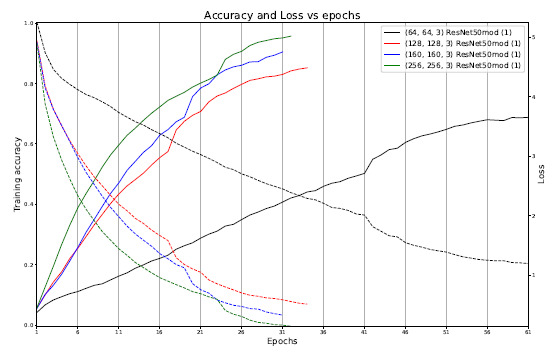 Accuracy and Loss vs epochs
(64, 64, 3) ResNet50mod (1)
(128, 128, 3) ResNet50mod (1)
(160, 160, 3) ResNet50mod (1)
(256, 256, 3) ResNet50mod (1)
Training accuracy
1.0
0.8
0.6
0.4
0.2
0.0
Loss
5
4
3
2
1
1 6 11 16 21 26 31 36 41 46 51 56 61
Epochs